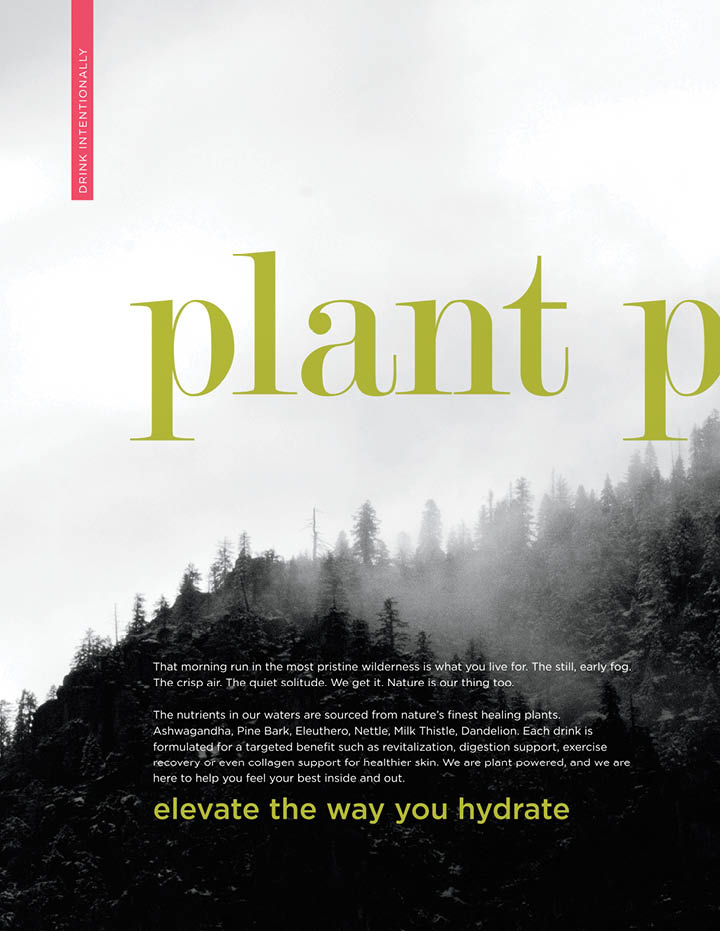 DRINK INTENTIONALLY
plant p
That morning run in the most pristine wilderness is what you live for. The still, early fog.
The crisp air. The quiet solitude. We get it. Nature is our thing too.
The nutrients in our waters are sourced from nature's finest healing plants.
Ashwagandha, Pine Bark, Eleuthero, Nettle, Milk Thistle, Dandelion. Each drink is
formulated for a targeted benefit such as revitalization, digestion support, exercise
recovery or even collagen support for healthier skin. We are plant powered, and we are
here to help you feel your best inside and out.
elevate the way you hydrate